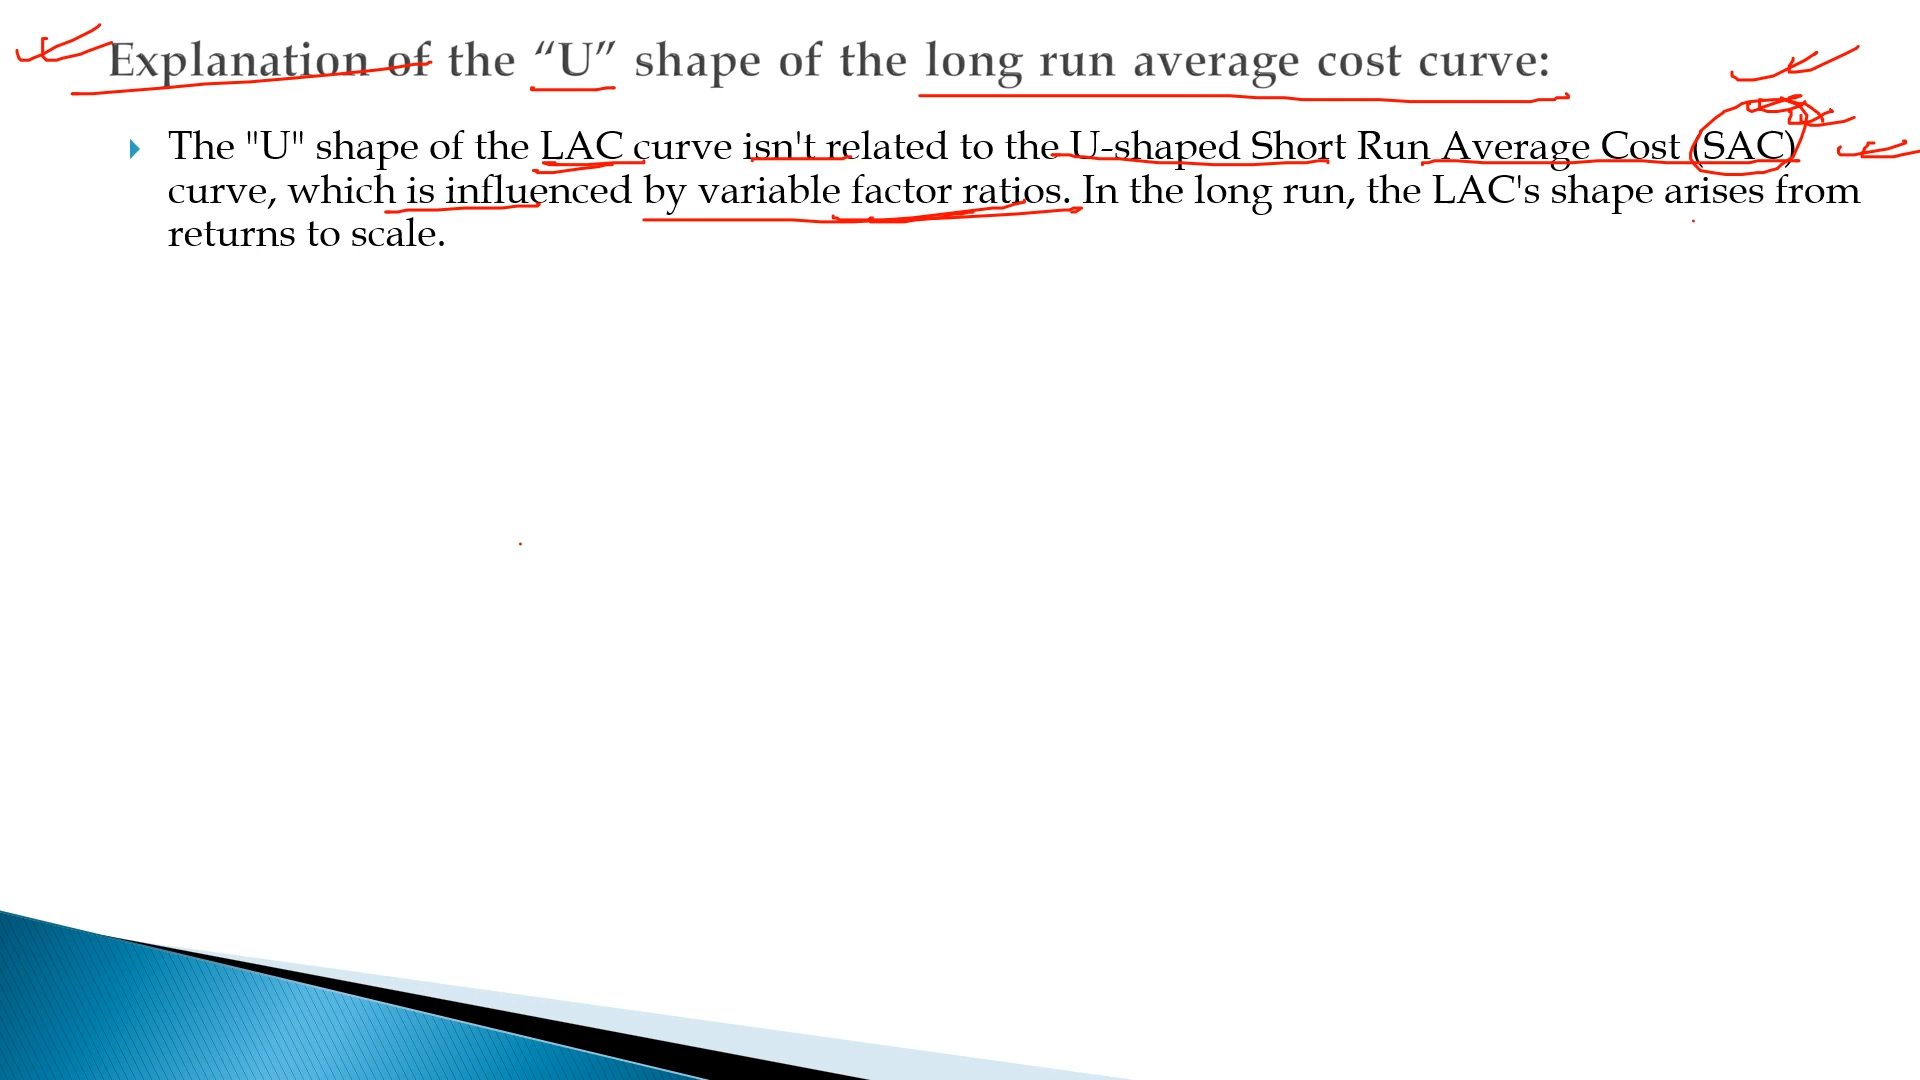 Explanation of the “U” shape of the long run average cost curve:
The "U" shape of the LAC curve isn't related to the U-shaped Short Run Average Cost (SAC)
curve, which is influenced by variable factor ratios. In the long run, the LAC's shape arises from
returns to scale.